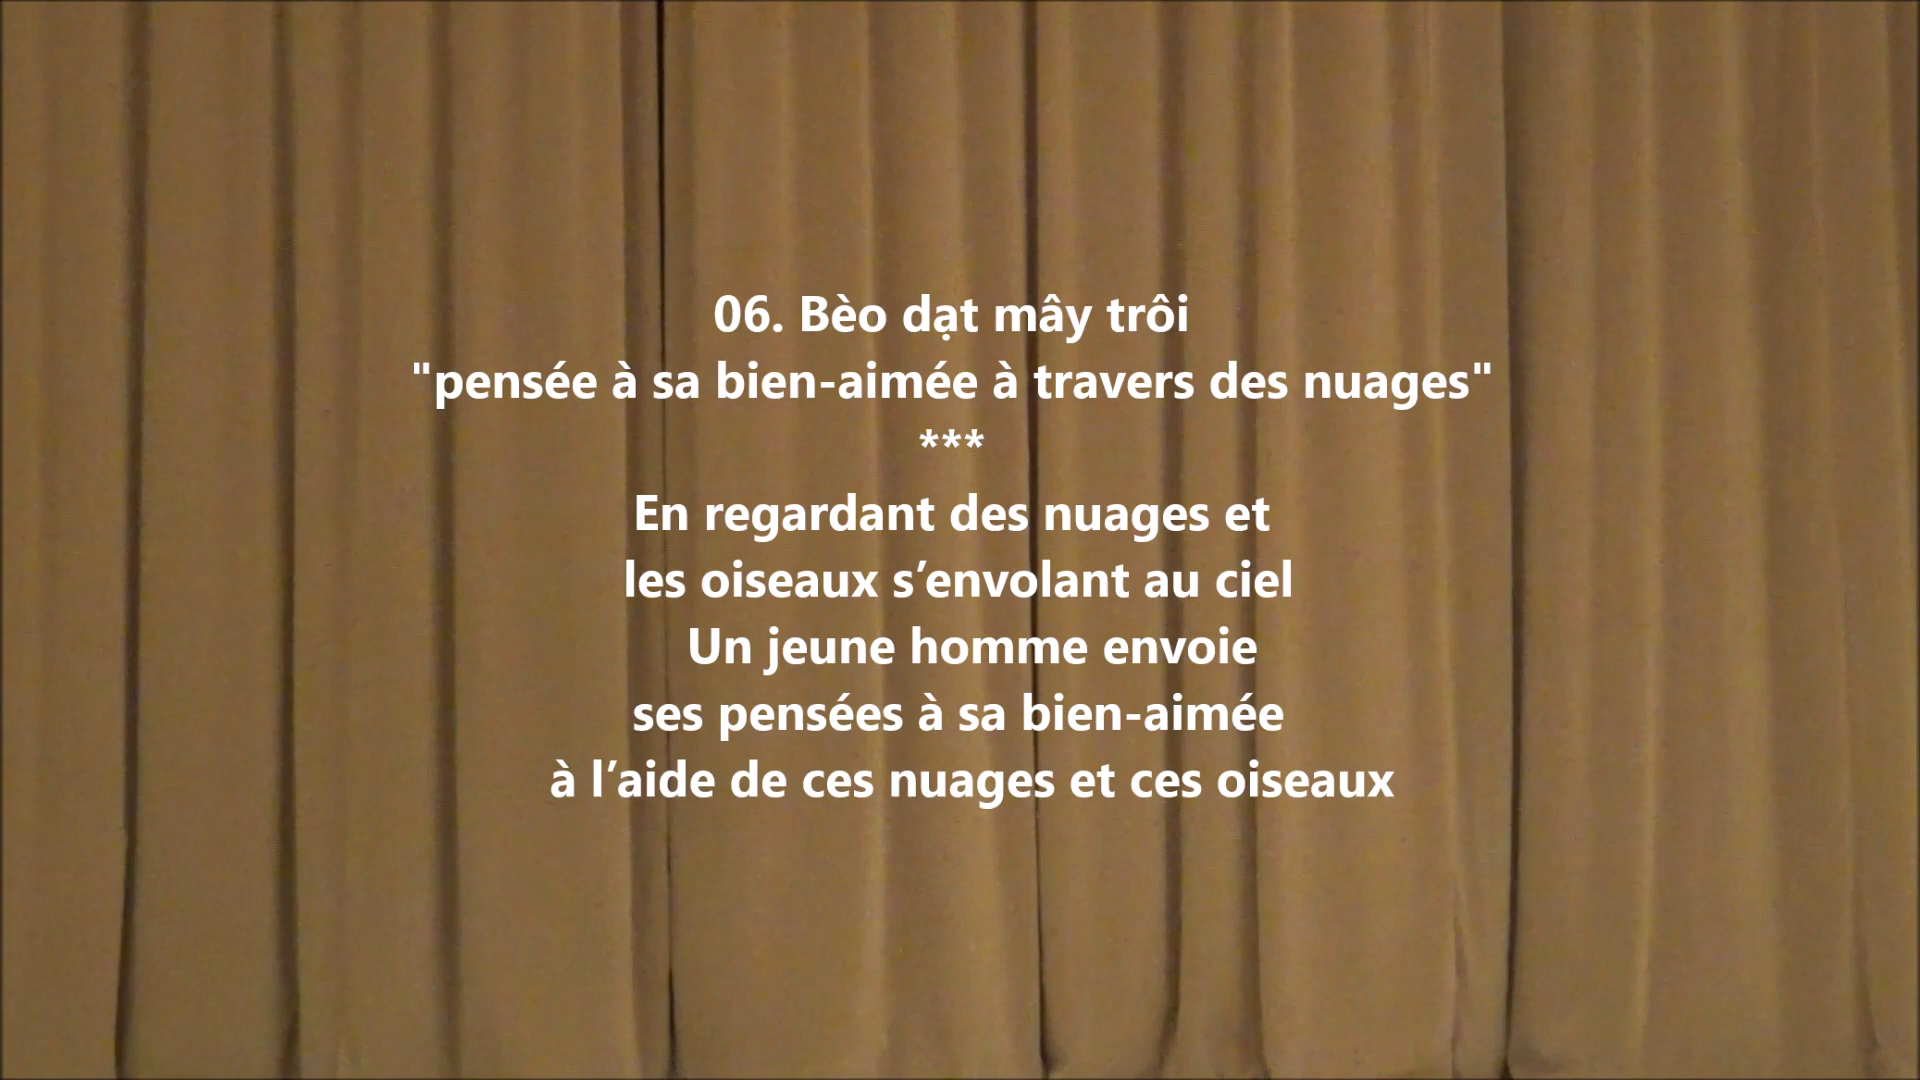 06. Bèo dạt mây trôi
"pensée à sa bien-aimée à travers des nuages"
***
En regardant des nuages et
les oiseaux s’envolant au ciel
Un jeune homme envoie
ses pensées à sa bien-aimée
à l’aide de ces nuages et ces oiseaux